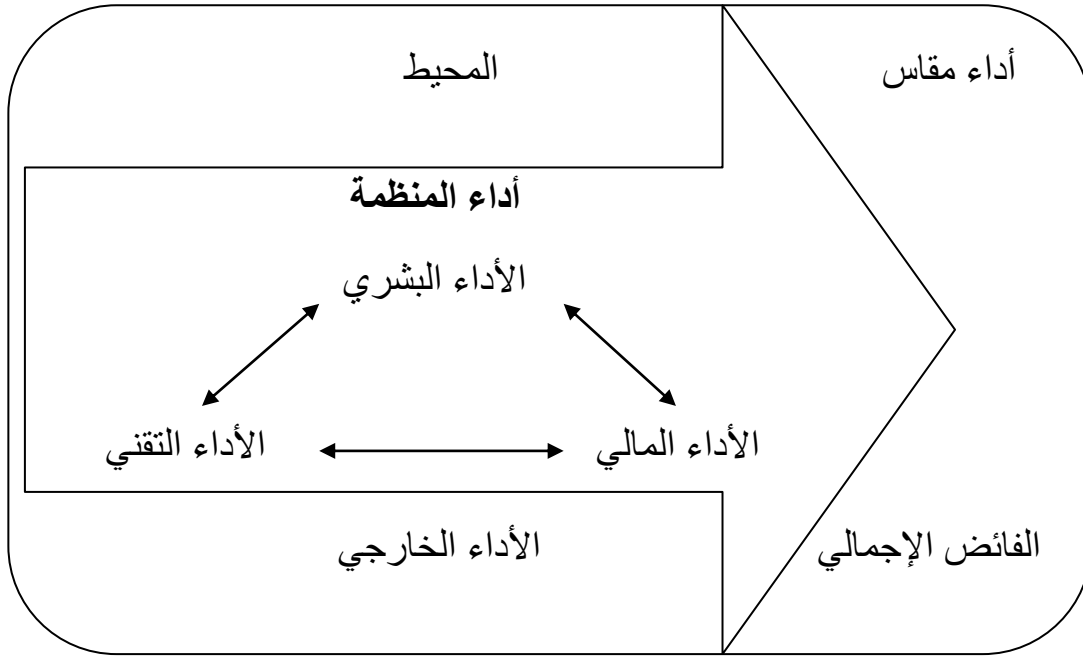 أداء مقاس
المحيط
أداء المنظمة
الأداء البشري
الأداء المالي
الأداء التقني
الفائض الإجمالي
الأداء الخارجي